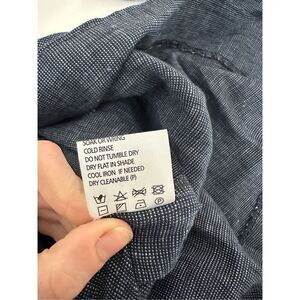 SOAK OR WRING
COLD RINSE
DO NOT TUMBLE DRY
DRY FLAT IN SHADE
COOL IRON IF NEEDED
DRY CLEANABLE (P)
P